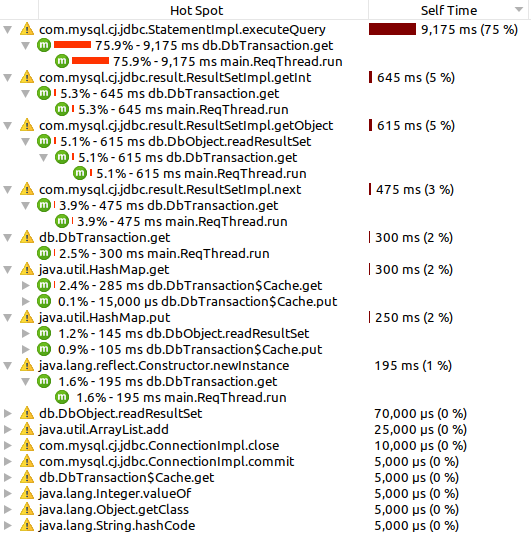 Hot Spot Self Time
com.mysql.cj.jdbc.StatementImpl.executeQuery 9,175 ms (75 %)
75.9% - 9,175 ms db.DbTransaction.get
75.9% - 9,175 ms main.ReqThread.run
com.mysql.cj.jdbc.result.ResultSetImpl.getInt 645 ms (5 %)
5.3% - 645 ms db.DbTransaction.get
5.3% - 645 ms main.ReqThread.run
com.mysql.cj.jdbc.result.ResultSetImpl.getObject 615 ms (5 %)
5.1% - 615 ms db.DbObject.readResultSet
5.1% - 615 ms db.DbTransaction.get
5.1% - 615 ms main.ReqThread.run
com.mysql.cj.jdbc.result.ResultSetImpl.next 475 ms (3 %)
3.9% - 475 ms db.DbTransaction.get
3.9% - 475 ms main.ReqThread.run
db.DbTransaction.get 300 ms (2 %)
2.5% - 300 ms main.ReqThread.run
java.util.HashMap.get 300 ms (2 %)
2.4% - 285 ms db.DbTransaction$Cache.get
0.1% - 15,000 µs db.DbTransaction$Cache.put
java.util.HashMap.put 250 ms (2 %)
1.2% - 145 ms db.DbObject.readResultSet
0.9% - 105 ms db.DbTransaction$Cache.put
java.lang.reflect.Constructor.newInstance 195 ms (1 %)
1.6% - 195 ms db.DbTransaction.get
1.6% - 195 ms main.ReqThread.run
db.DbObject.readResultSet 70,000 µs (0 %)
java.util.ArrayList.add 25,000 µs (0 %)
com.mysql.cj.jdbc.ConnectionImpl.close 10,000 µs (0 %)
com.mysql.cj.jdbc.ConnectionImpl.commit 5,000 µs (0 %)
db.DbTransaction$Cache.get 5,000 µs (0 %)
java.lang.Integer.valueOf 5,000 µs (0 %)
java.lang.Object.getClass 5,000 µs (0 %)
java.lang.String.hashCode 5,000 µs (0 %)